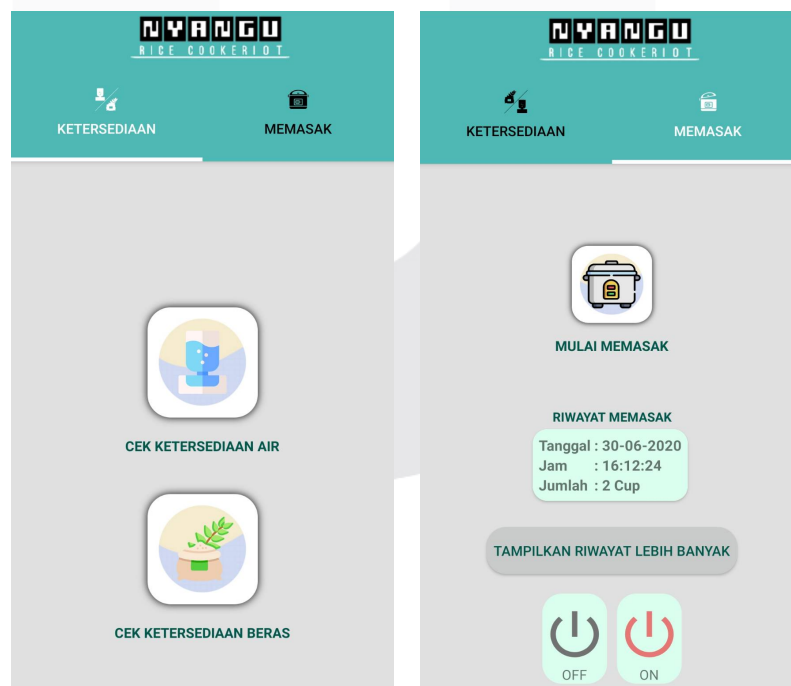 NYANGU
RICE COOKERIOT
KETERSEDIAAN
MEMASAK
CEK KETERSEDIAAN AIR
CEK KETERSEDIAAN BERAS
NYANGU
RICE COOKERIOT
KETERSEDIAAN
MEMASAK
MULAI MEMASAK
RIWAYAT MEMASAK
Tanggal : 30-06-2020
Jam : 16:12:24
Jumlah : 2 Cup
TAMPILKAN RIWAYAT LEBIH BANYAK
OFF
ON